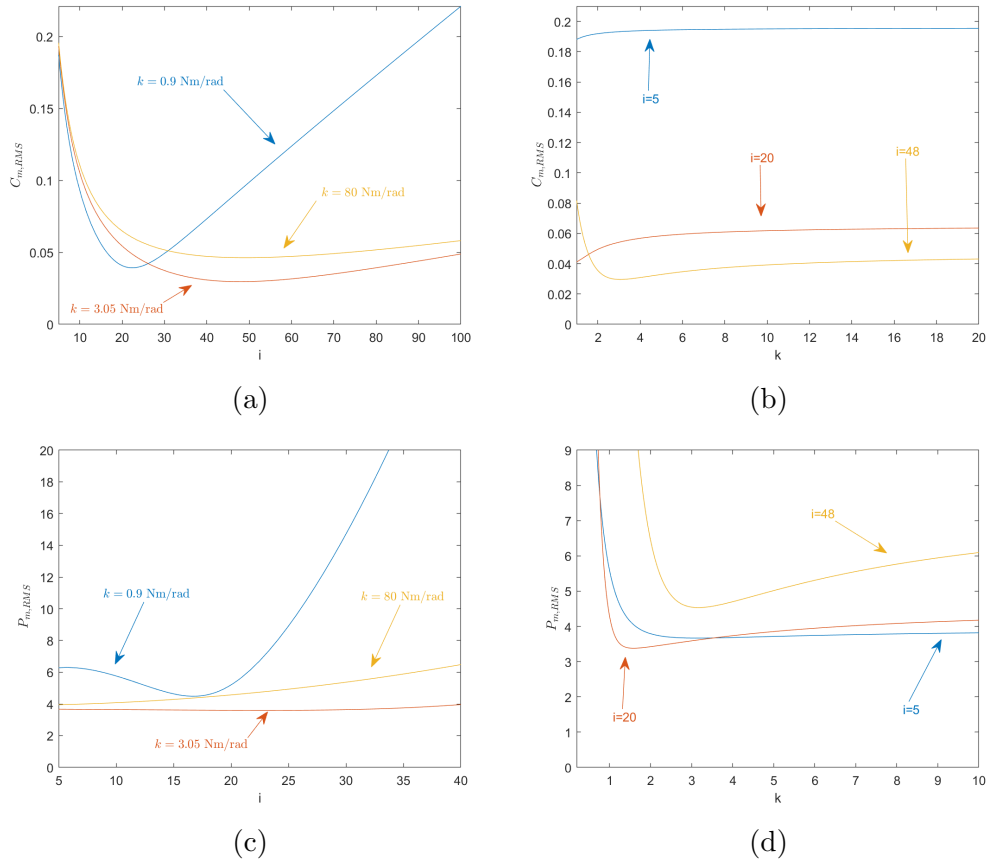 0.2
0.15
0.1
0.05
0
C_{m,RMS}
k = 0.9 Nm/rad
k = 80 Nm/rad
k = 3.05 Nm/rad
10 20 30 40 50 60 70 80 90 100
i
(a)
0.2
0.18
0.16
0.14
0.12
0.1
0.08
0.06
0.04
0.02
0
C_{m,RMS}
i=5
i=20
i=48
2 4 6 8 10 12 14 16 18 20
k
(b)
20
18
16
14
12
10
8
6
4
2
0
P_{m,RMS}
k = 0.9 Nm/rad
k = 80 Nm/rad
k = 3.05 Nm/rad
5 10 15 20 25 30 35 40
i
(c)
9
8
7
6
5
4
3
2
1
0
P_{m,RMS}
i=48
i=20
i=5
1 2 3 4 5 6 7 8 9 10
k
(d)